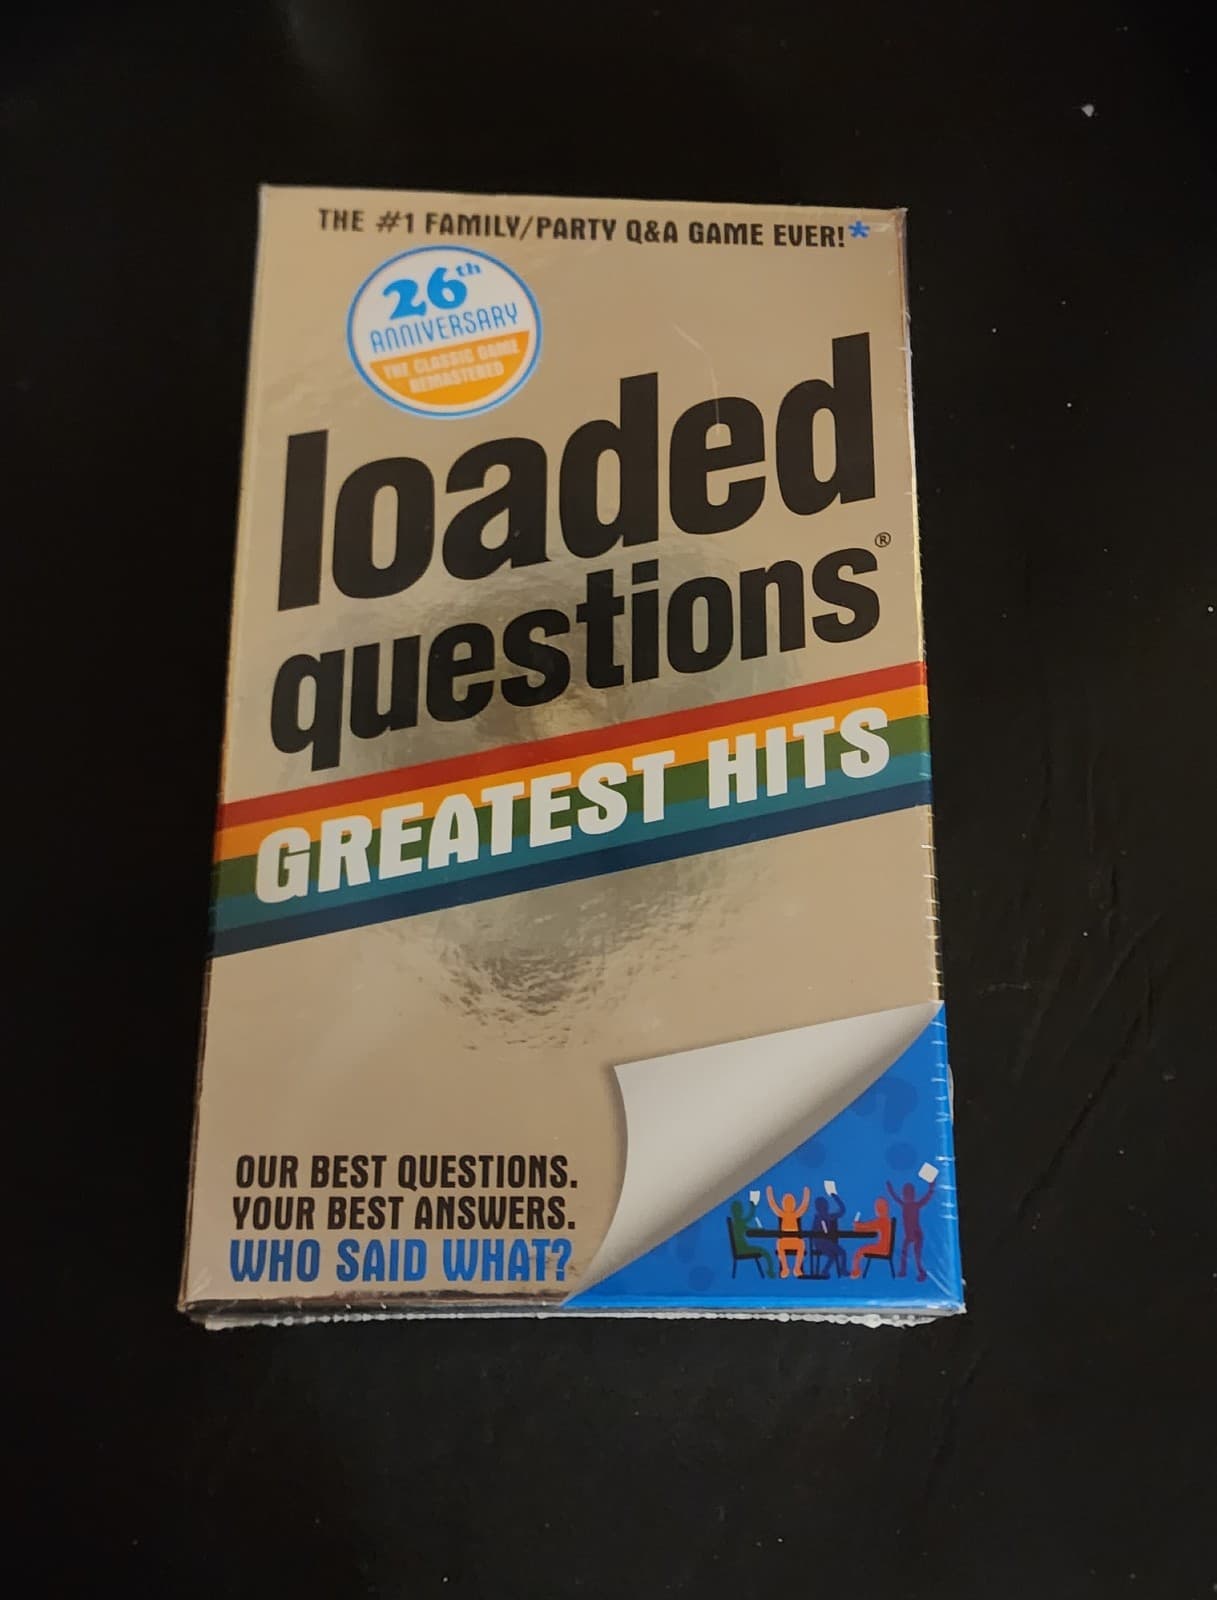 THE #1 FAMILY/PARTY Q&A GAME EVER!*
26th
ANNIVERSARY
THE CLASSIC GAME
REMASTERED
loaded
questions®
GREATEST HITS
OUR BEST QUESTIONS.
YOUR BEST ANSWERS.
WHO SAID WHAT?